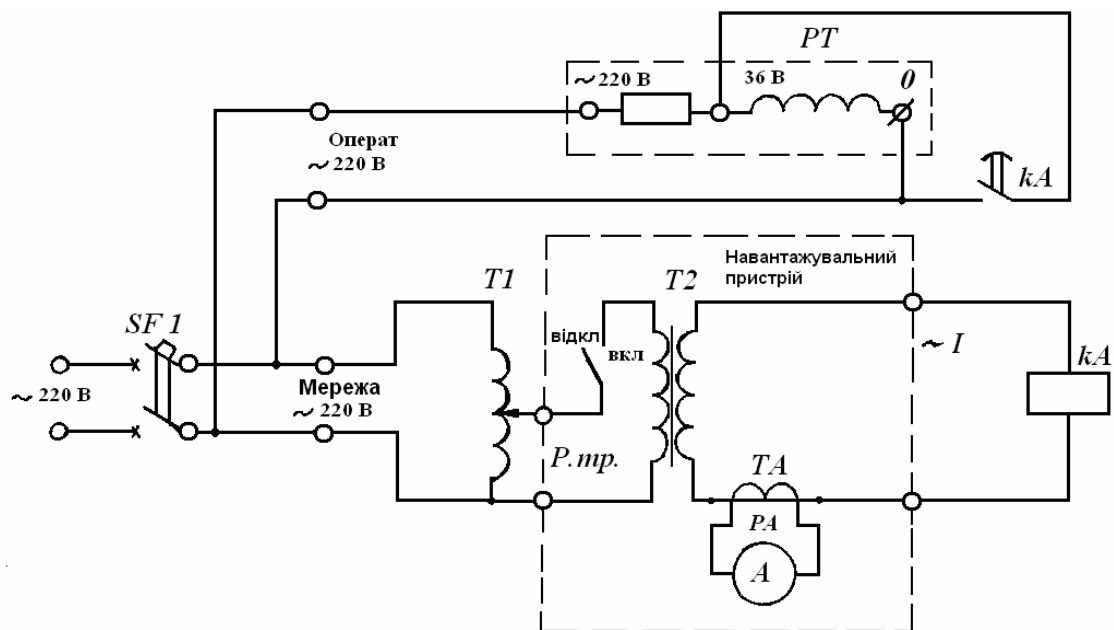 РТ
~ 220 В
36 В
0
Операт
~ 220 В
kA
Навантажувальний
пристрій
T1
T2
SF 1
відкл
вкл
~ I
kA
~ 220 В
Мережа
~ 220 В
Р.тр.
TA
PA
A